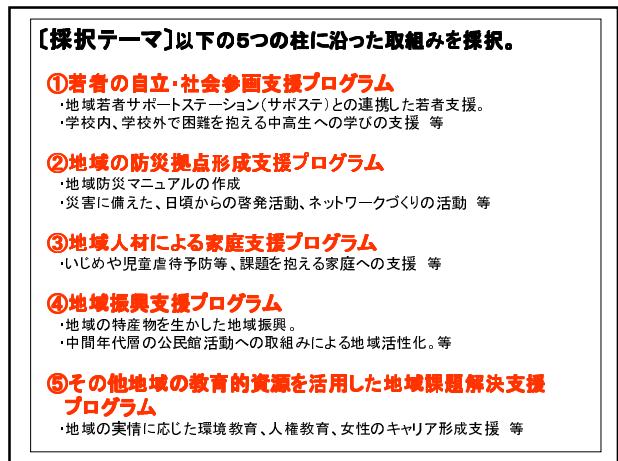 〔採択テーマ〕以下の5つの柱に沿った取組みを採択。
①若者の自立・社会参画支援プログラム
・地域若者サポートステーション(サポステ)との連携した若者支援。
・学校内、学校外で困難を抱える中高生への学びの支援 等
②地域の防災拠点形成支援プログラム
・地域防災マニュアルの作成
・災害に備えた、日頃からの啓発活動、ネットワークづくりの活動 等
③地域人材による家庭支援プログラム
・いじめや児童虐待予防等、課題を抱える家庭への支援 等
④地域振興支援プログラム
・地域の特産物を生かした地域振興。
・中間年代層の公民館活動への取組みによる地域活性化。等
⑤その他地域の教育的資源を活用した地域課題解決支援
プログラム
・地域の実情に応じた環境教育、人権教育、女性のキャリア形成支援 等